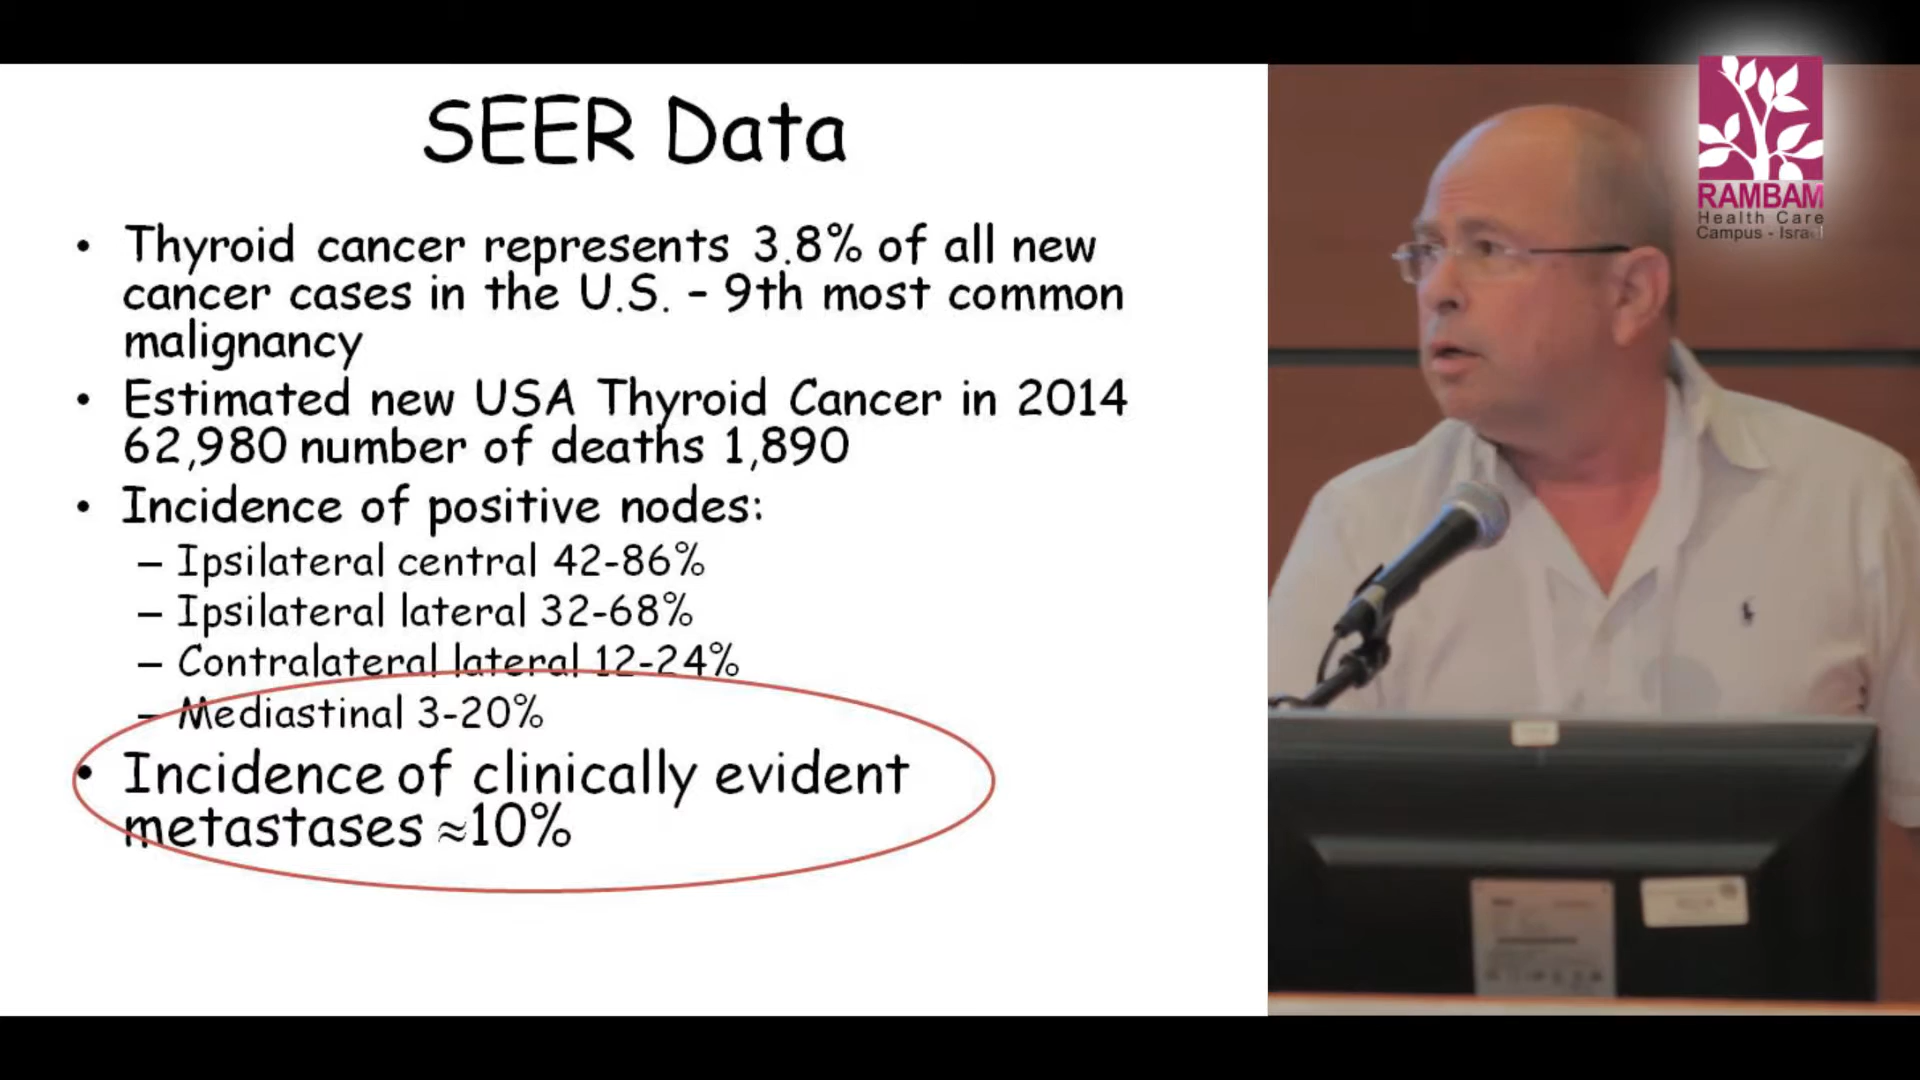 SEER Data
• Thyroid cancer represents 3.8% of all new
cancer cases in the U.S. – 9th most common
malignancy
• Estimated new USA Thyroid Cancer in 2014
62,980 number of deaths 1,890
• Incidence of positive nodes:
– Ipsilateral central 42-86%
– Ipsilateral lateral 32-68%
– Contralateral lateral 12-24%
– Mediastinal 3-20%
• Incidence of clinically evident
metastases ≈10%
RAMBAM
Health Care
Campus - Israel